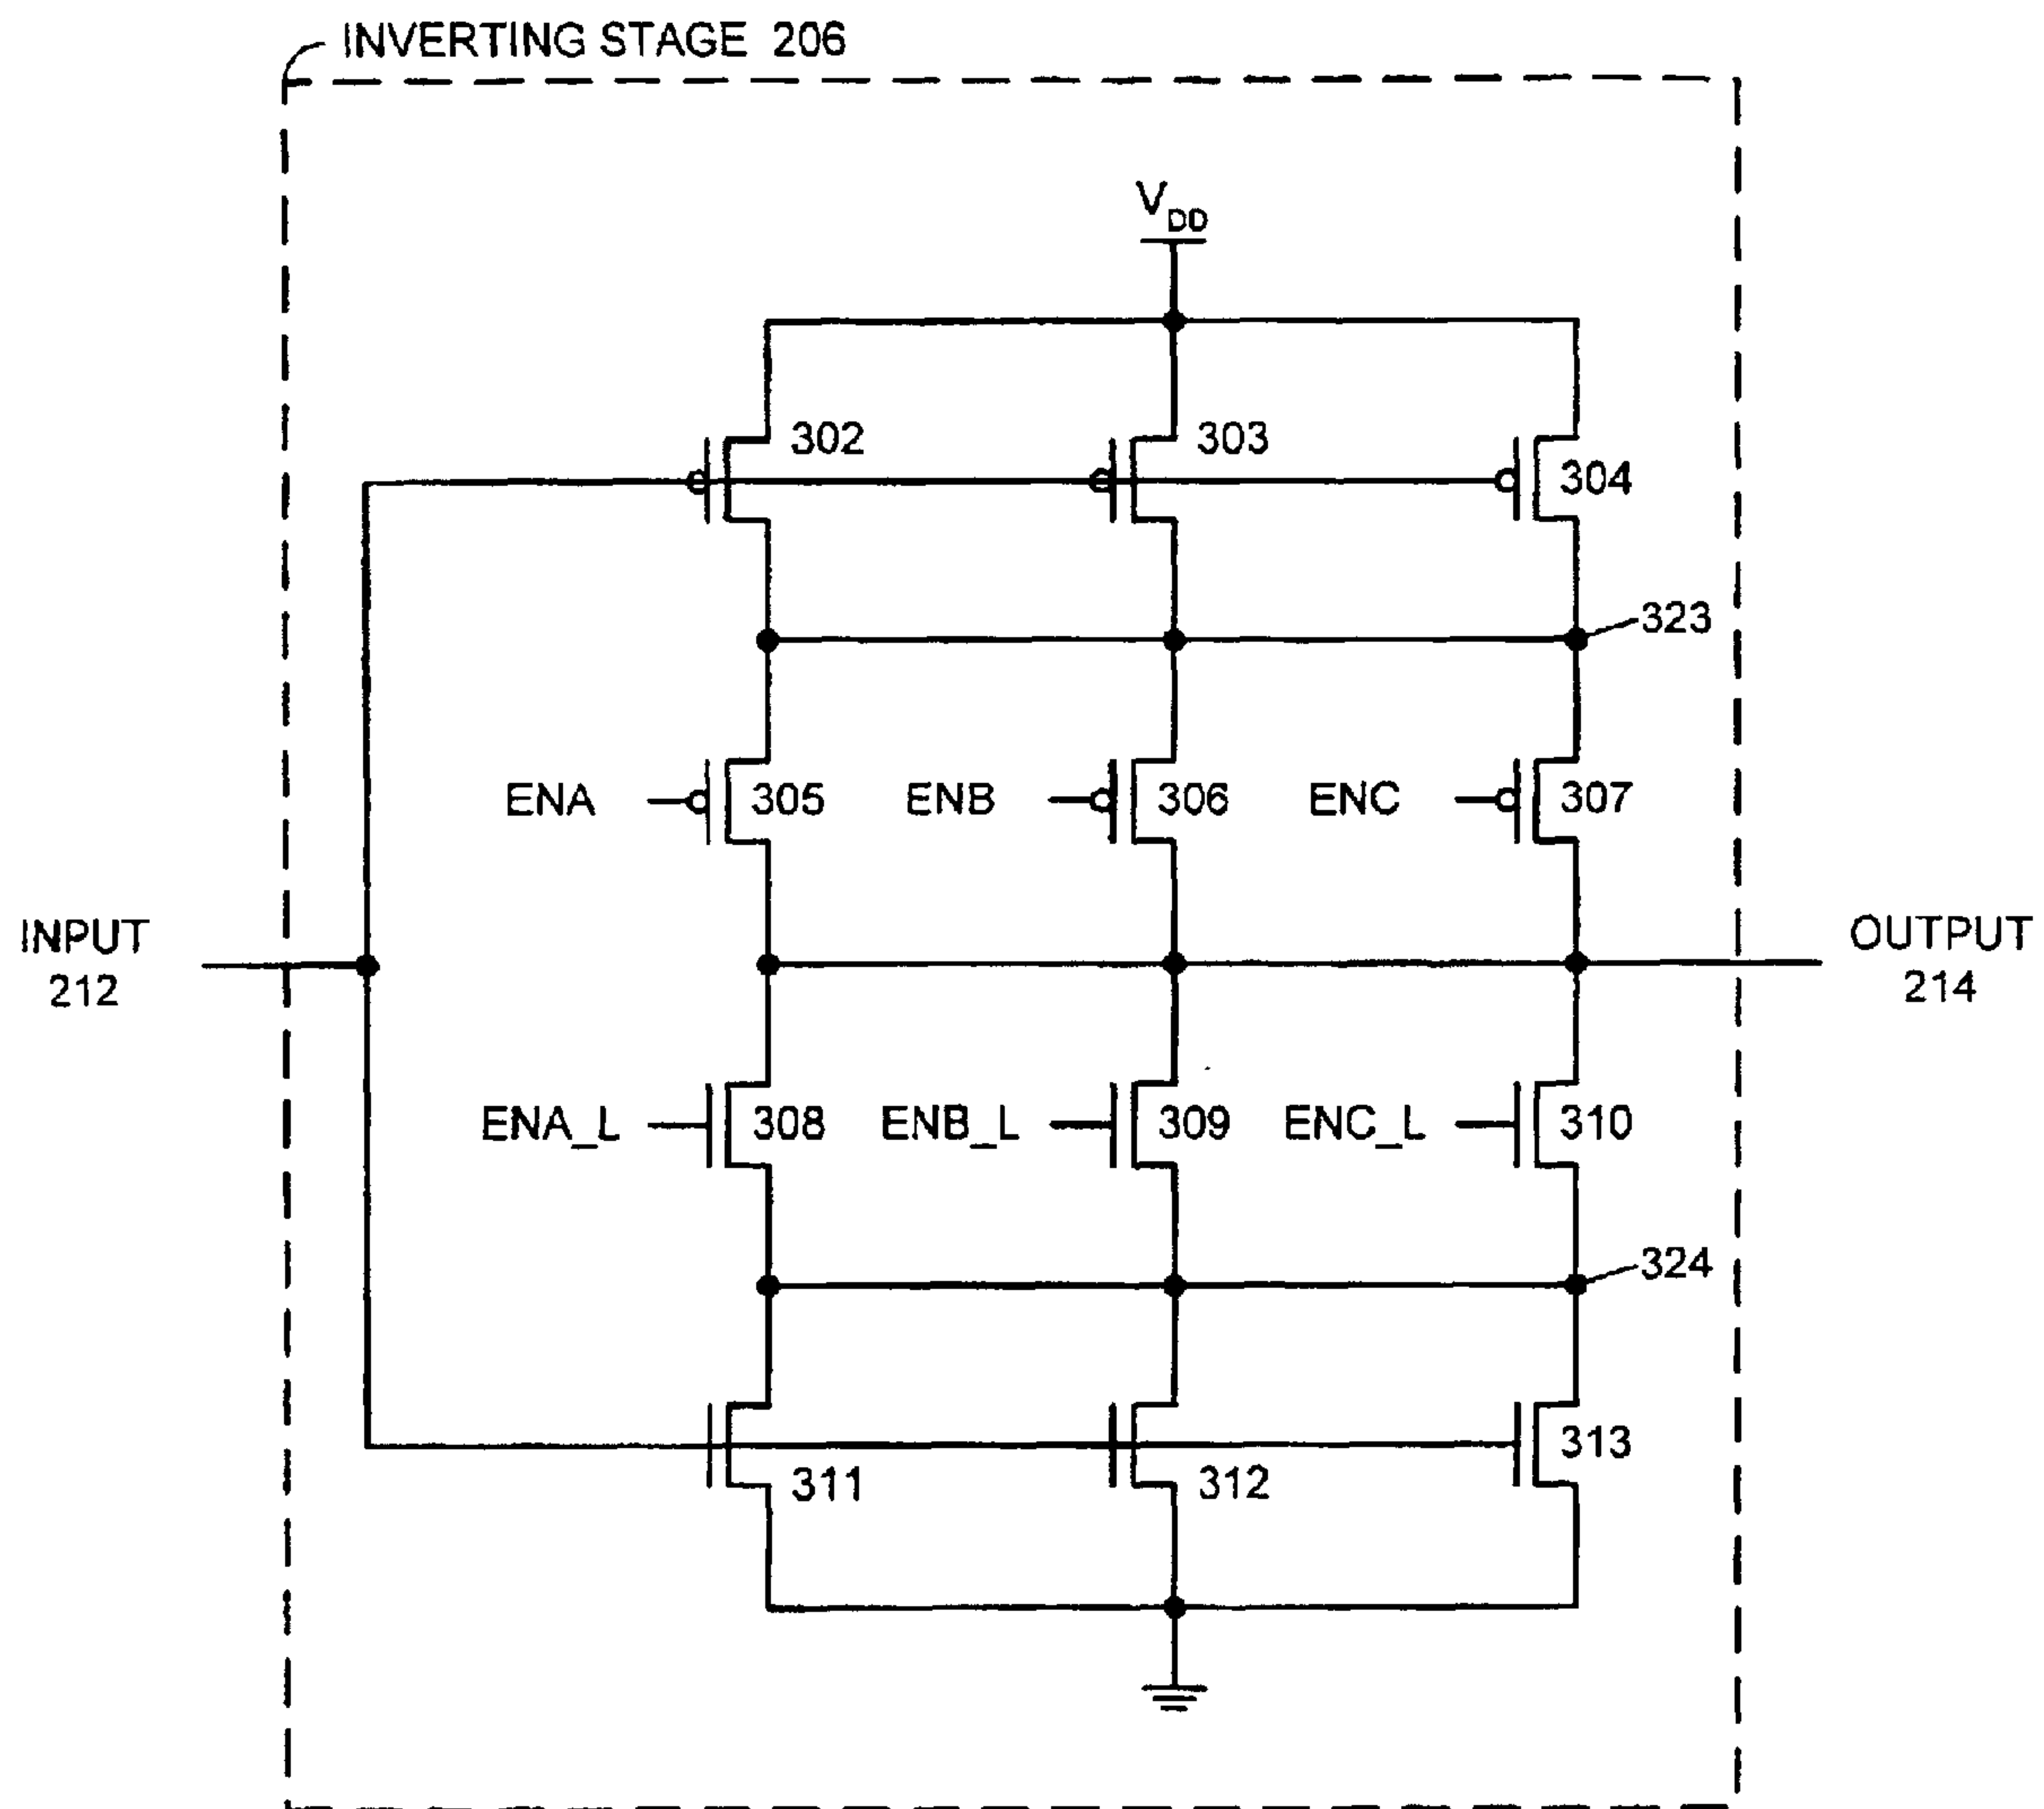 INVERTING STAGE 206
VDD
302
303
304
323
ENA
305
ENB
306
ENC
307
INPUT
212
OUTPUT
214
ENA_L
308
ENB_L
309
ENC_L
310
324
311
312
313